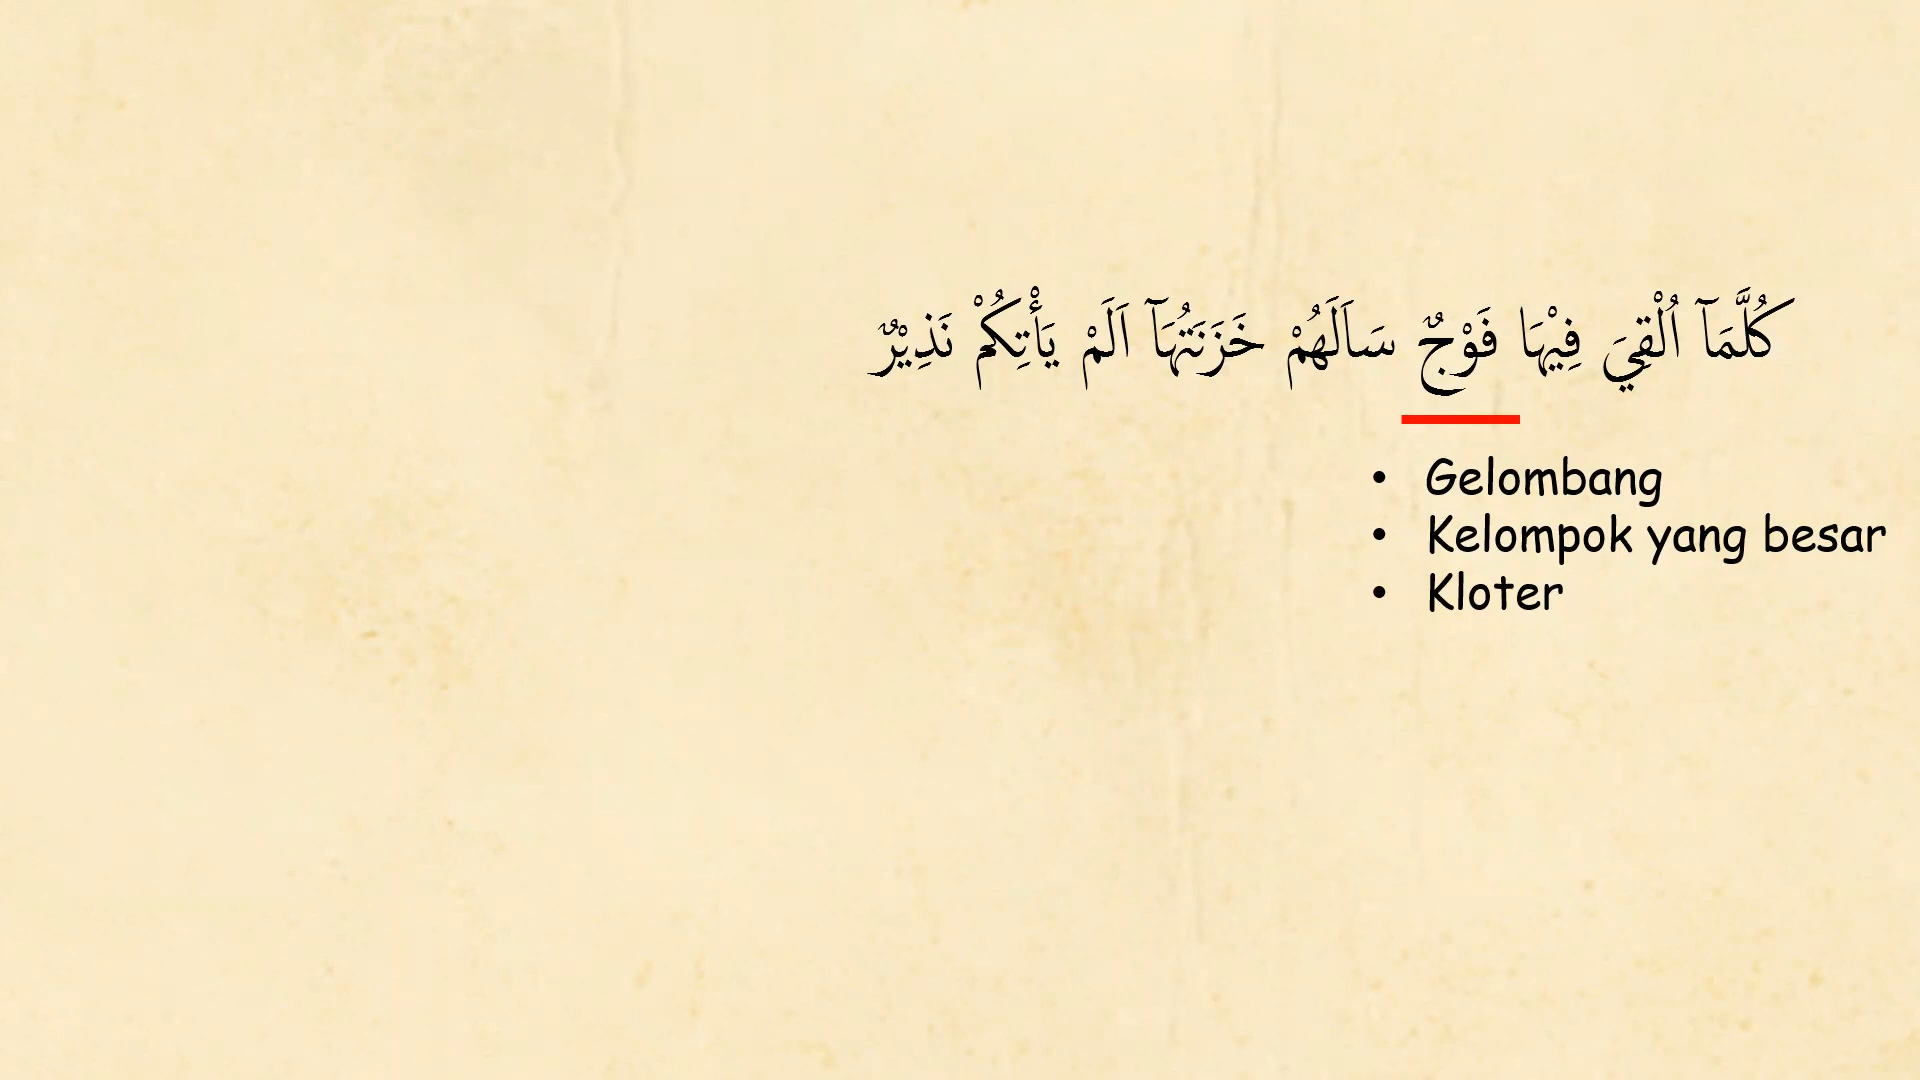 كُلَّمَآ اُلْقِيَ فِيْهَا فَوْجٌ سَاَلَهُمْ خَزَنَتُهَآ اَلَمْ يَأْتِكُمْ نَذِيْرٌ
• Gelombang
• Kelompok yang besar
• Kloter